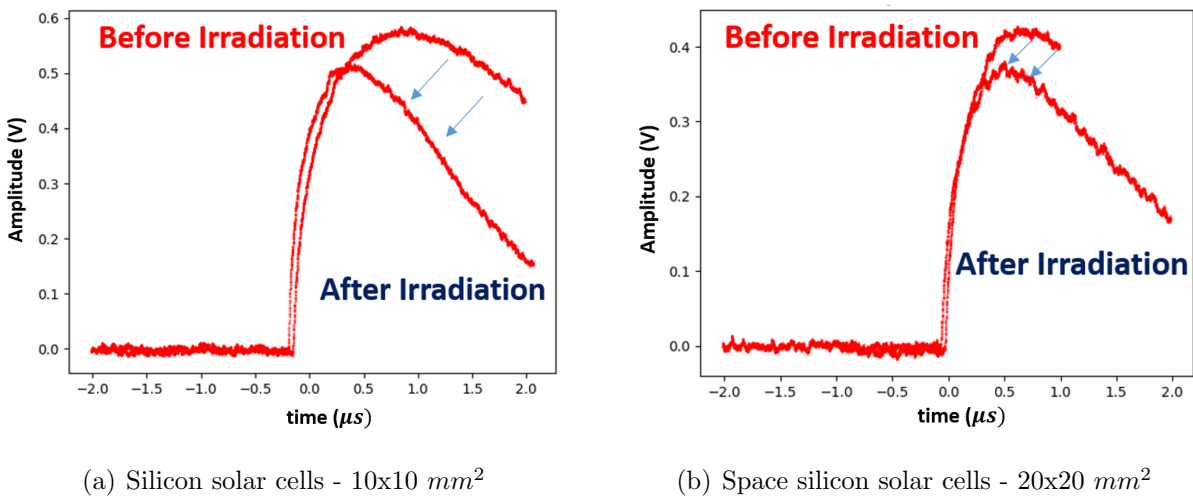 Before Irradiation
After Irradiation
Amplitude (V)
0.6
0.5
0.4
0.3
0.2
0.1
0.0
-2.0 -1.5 -1.0 -0.5 0.0 0.5 1.0 1.5 2.0
time (μs)
(a) Silicon solar cells - 10x10 mm²
Before Irradiation
After Irradiation
Amplitude (V)
0.4
0.3
0.2
0.1
0.0
-2.0 -1.5 -1.0 -0.5 0.0 0.5 1.0 1.5 2.0
time (μs)
(b) Space silicon solar cells - 20x20 mm²